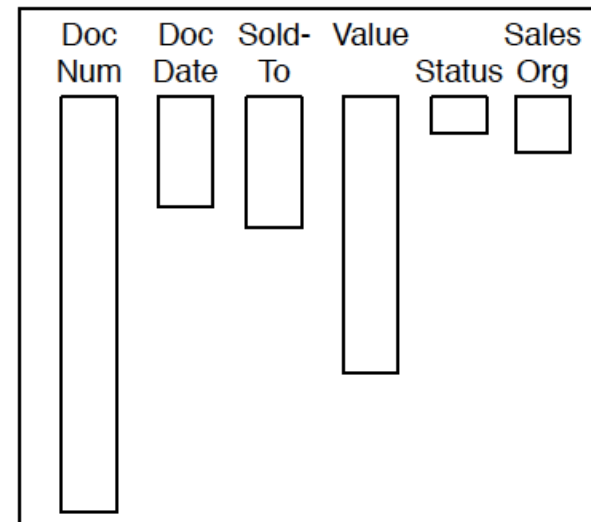 Doc Num
Doc Date
Sold-To
Value
Status
Sales Org